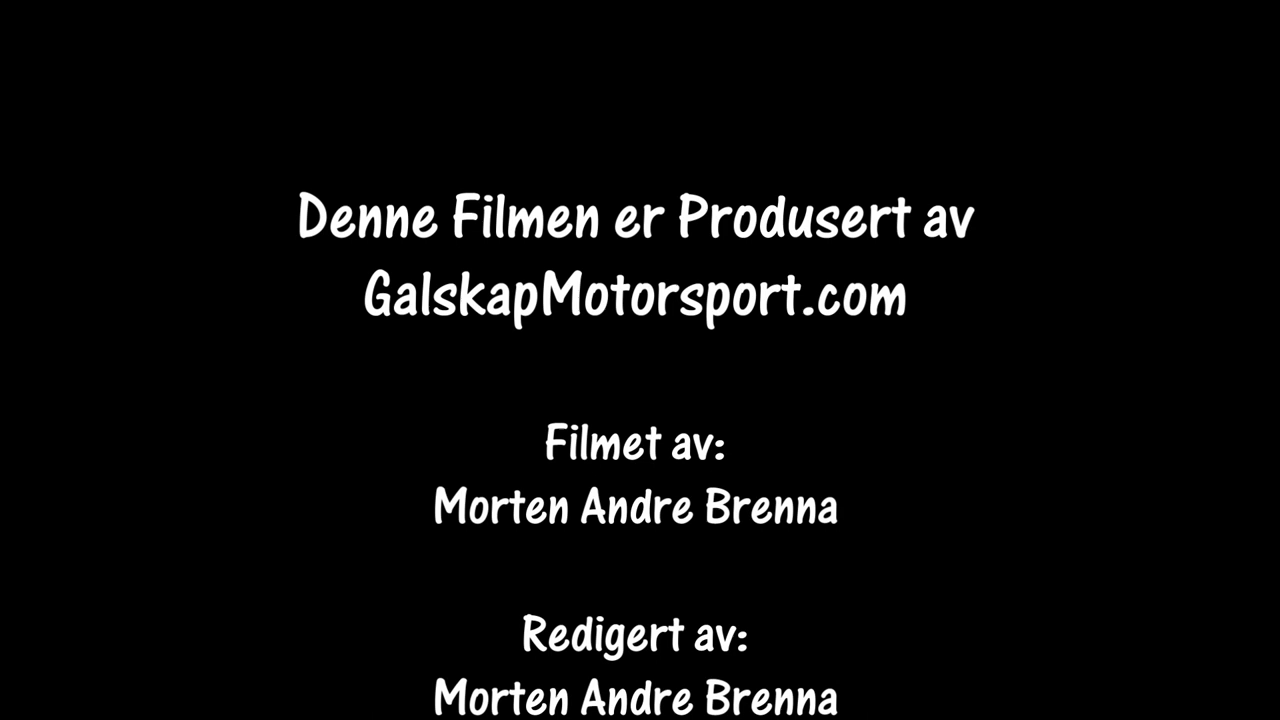 Denne Filmen er Produsert av
GalskapMotorsport.com
Filmet av:
Morten Andre Brenna
Redigert av:
Morten Andre Brenna